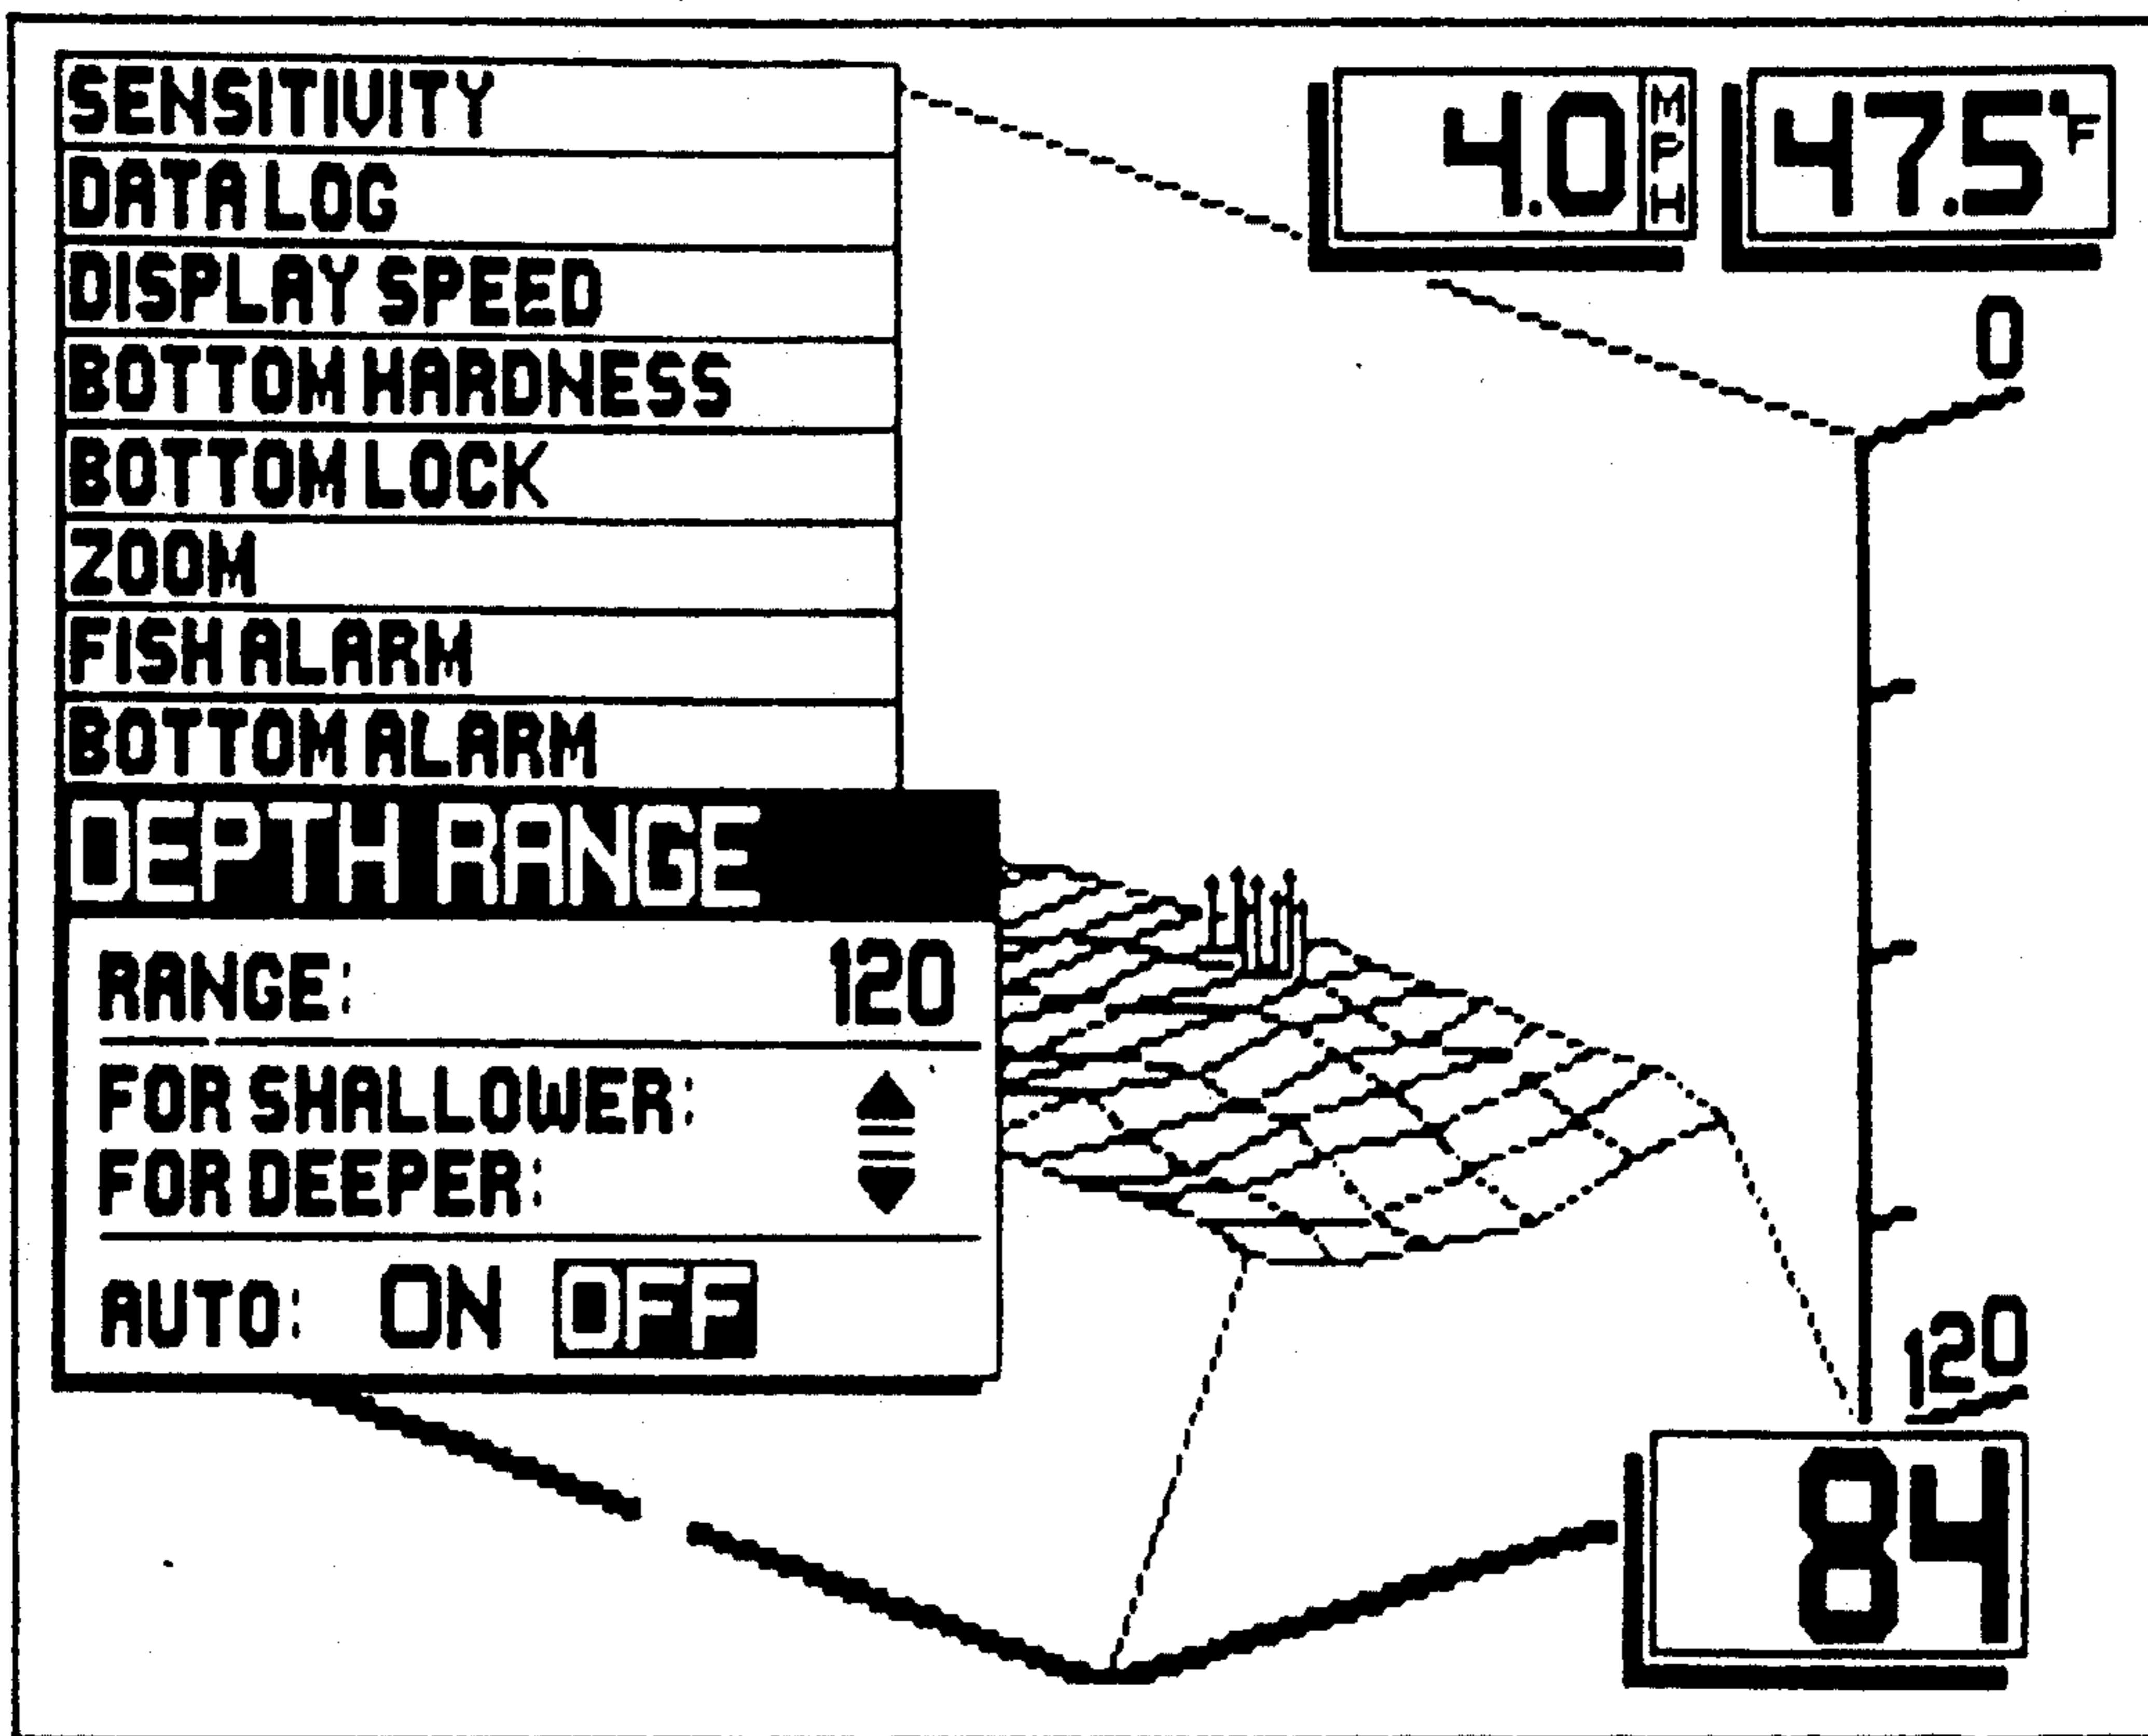 SENSITIVITY
DATA LOG
DISPLAY SPEED
BOTTOM HARDNESS
BOTTOM LOCK
ZOOM
FISH ALARM
BOTTOM ALARM
DEPTH RANGE
RANGE: 120
FOR SHALLOWER:
FOR DEEPER:
AUTO: ON OFF
4.0 MPH
47.5°F
0
120
84